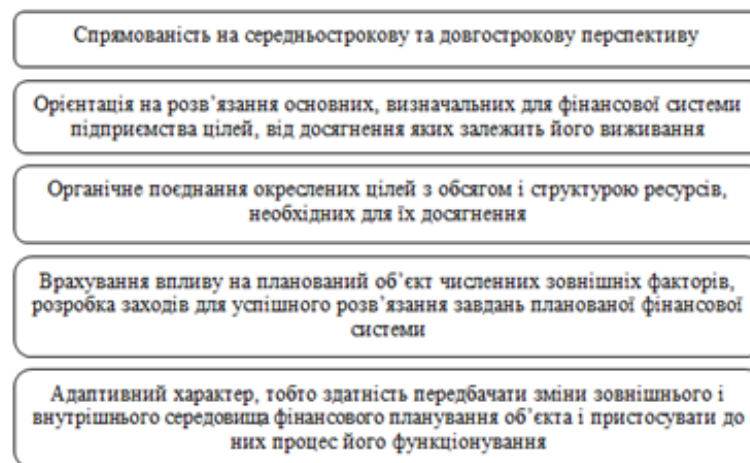 Спрямованість на середньострокову та довгострокову перспективу
Орієнтація на розв’язання основних, визначальних для фінансової системи
підприємства цілей, від досягнення яких залежить його виживання
Органічне поєднання окреслених цілей з обсягом і структурою ресурсів,
необхідних для їх досягнення
Врахування впливу на планований об’єкт численних зовнішніх факторів,
розробка заходів для успішного розв’язання завдань планованої фінансової
системи
Адаптивний характер, тобто здатність передбачати зміни зовнішнього і
внутрішнього середовища фінансового планування об’єкта і пристосувати до
них процес його функціонування